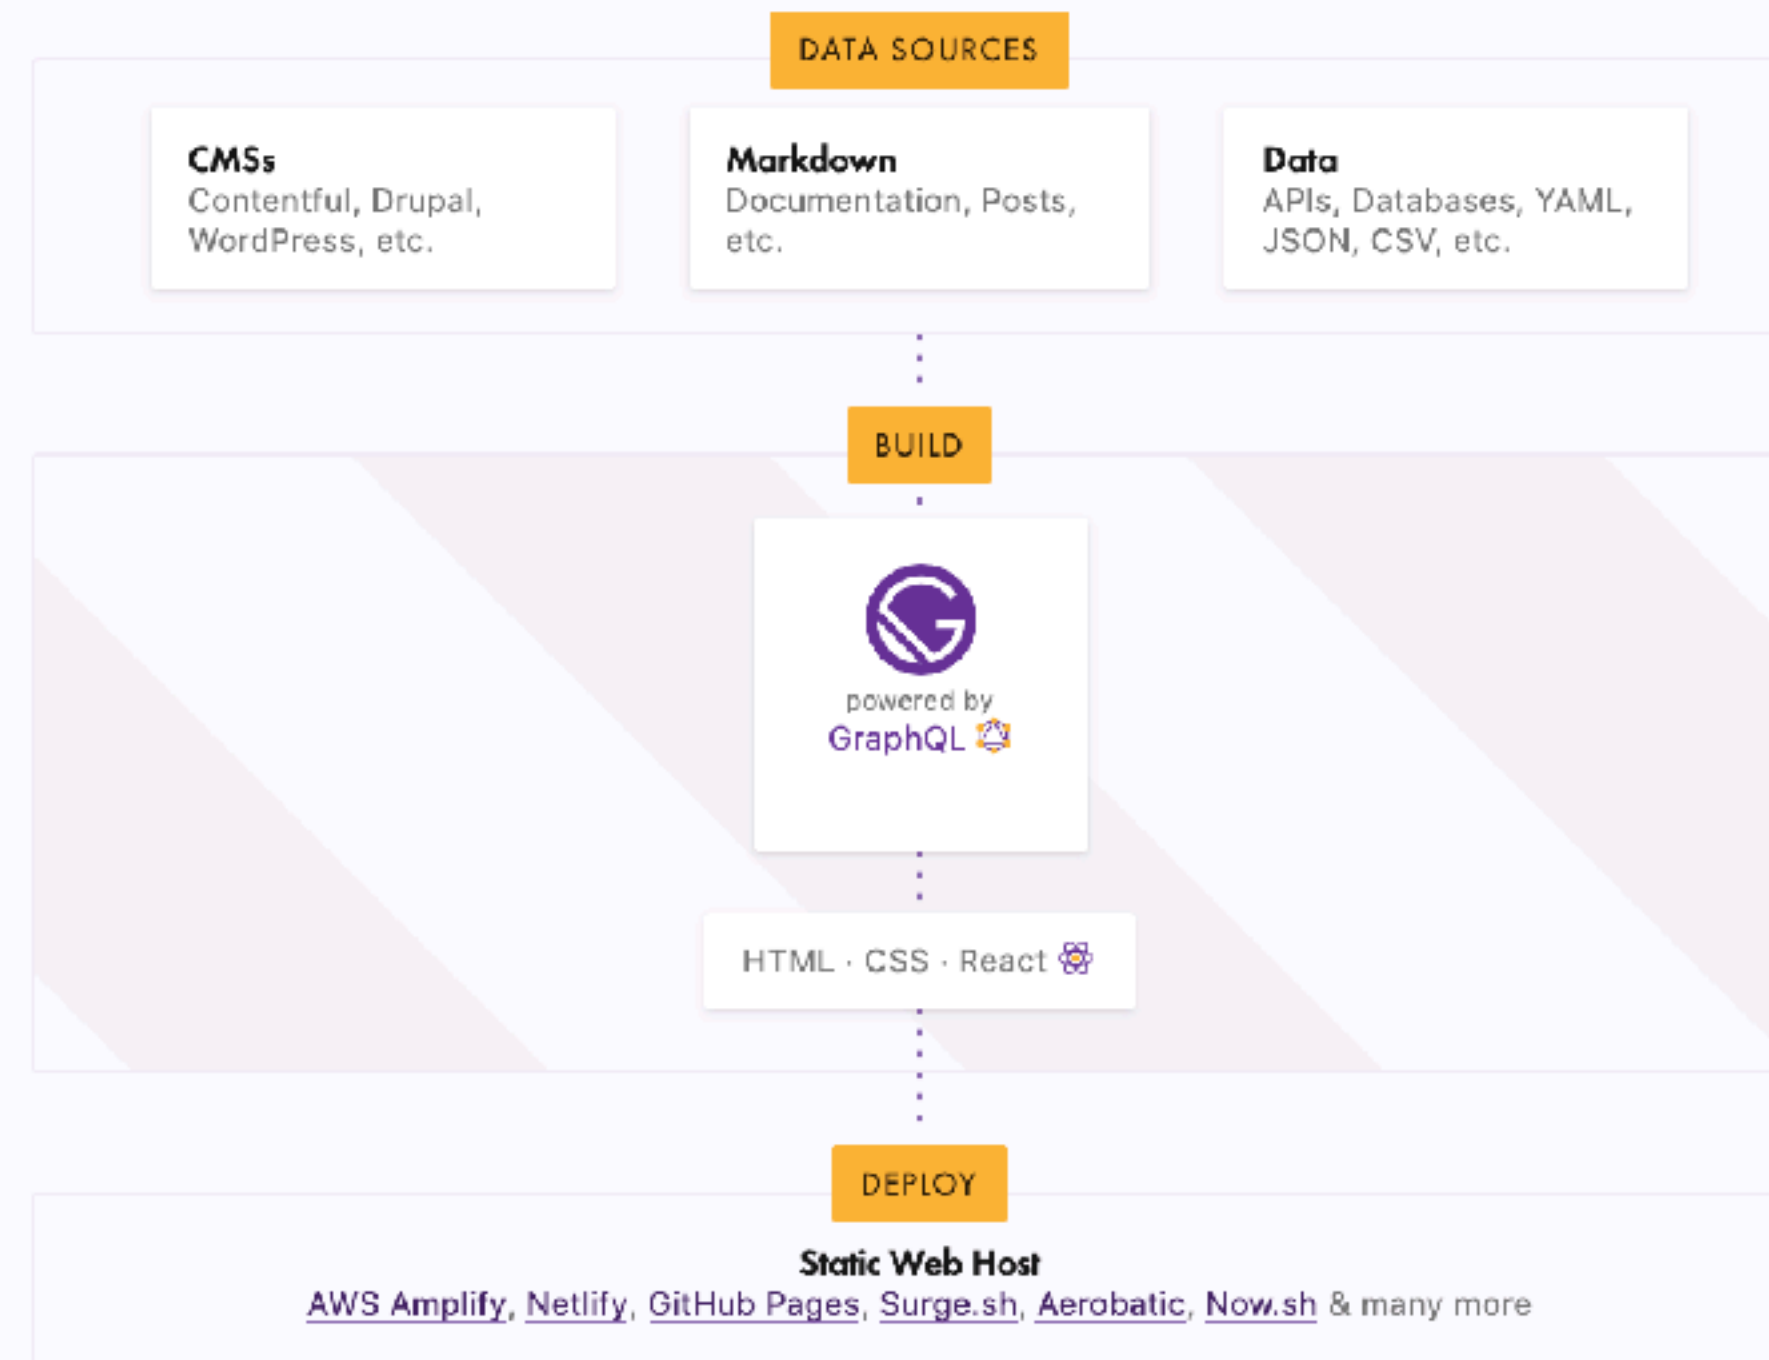 DATA SOURCES
CMSs
Contentful, Drupal,
WordPress, etc.
Markdown
Documentation, Posts,
etc.
Data
APIs, Databases, YAML,
JSON, CSV, etc.
BUILD
powered by
GraphQL
HTML · CSS · React
DEPLOY
Static Web Host
AWS Amplify, Netlify, GitHub Pages, Surge.sh, Aerobatic, Now.sh & many more